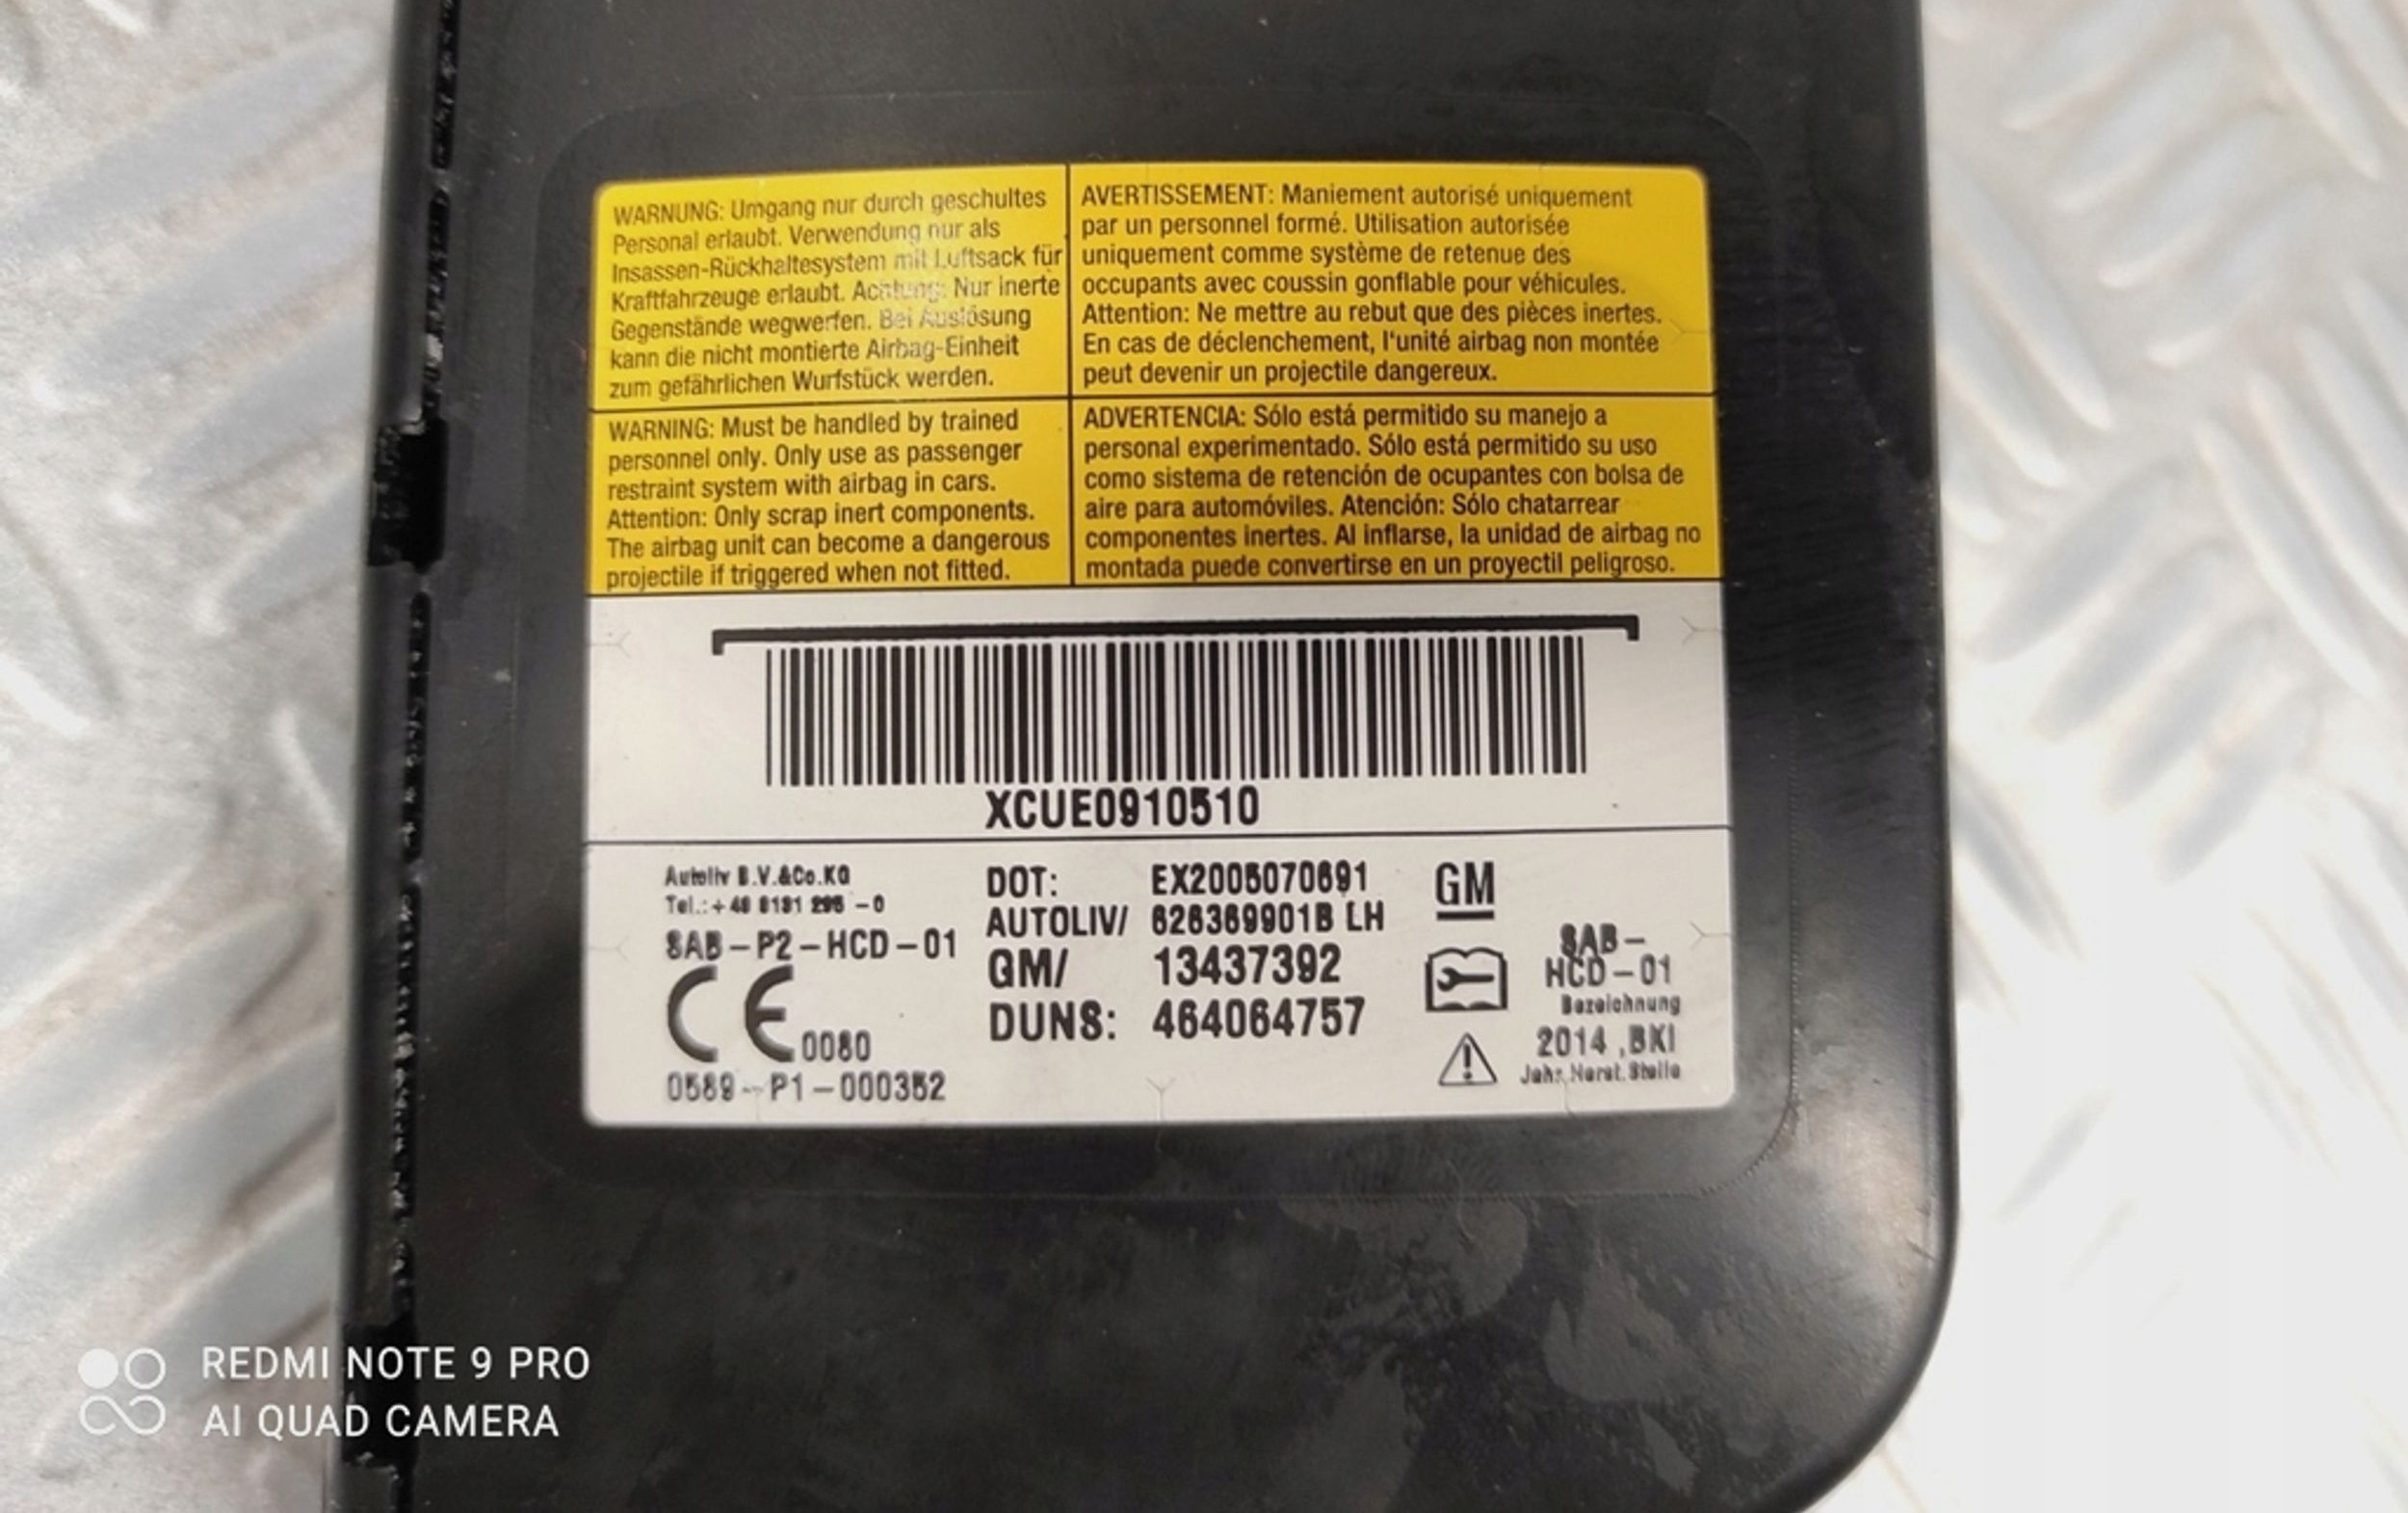 WARNUNG: Umgang nur durch geschultes
Personal erlaubt. Verwendung nur als
Insassen-Rückhaltesystem mit Luftsack für
Kraftfahrzeuge erlaubt. Achtung: Nur inerte
Gegenstände wegwerfen. Bei Auslösung
kann die nicht montierte Airbag-Einheit
zum gefährlichen Wurfstück werden.
AVERTISSEMENT: Maniement autorisé uniquement
par un personnel formé. Utilisation autorisée
uniquement comme système de retenue des
occupants avec coussin gonflable pour véhicules.
Attention: Ne mettre au rebut que des pièces inertes.
En cas de déclenchement, l'unité airbag non montée
peut devenir un projectile dangereux.
WARNING: Must be handled by trained
personnel only. Only use as passenger
restraint system with airbag in cars.
Attention: Only scrap inert components.
The airbag unit can become a dangerous
projectile if triggered when not fitted.
ADVERTENCIA: Sólo está permitido su manejo a
personal experimentado. Sólo está permitido su uso
como sistema de retención de ocupantes con bolsa de
aire para automóviles. Atención: Sólo chatarrear
componentes inertes. Al inflarse, la unidad de airbag no
montada puede convertirse en un proyectil peligroso.
XCUE0910510
Autoliv B.V.&Co.KG
Tel.: -0
SAB-P2-HCD-01
CE 0080
0589-P1-000352
DOT: EX2005070691
AUTOLIV/ 626369901B LH
GM/ 13437392
DUNS: 464064757
GM
SAB-
HCD-01
Bezeichnung
2014 ,BKI
Jahr, Herst. Stelle
REDMI NOTE 9 PRO
AI QUAD CAMERA